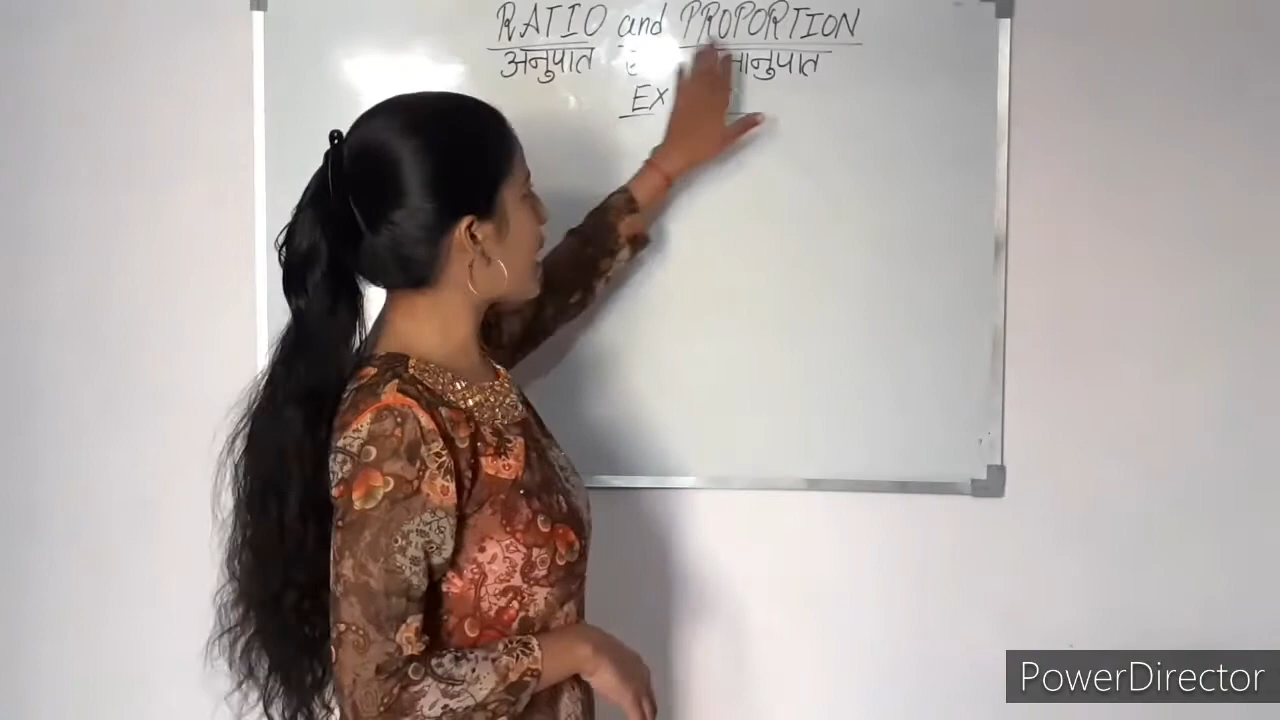 RATIO and PROPORTION
अनुपात
Ex
PowerDirector